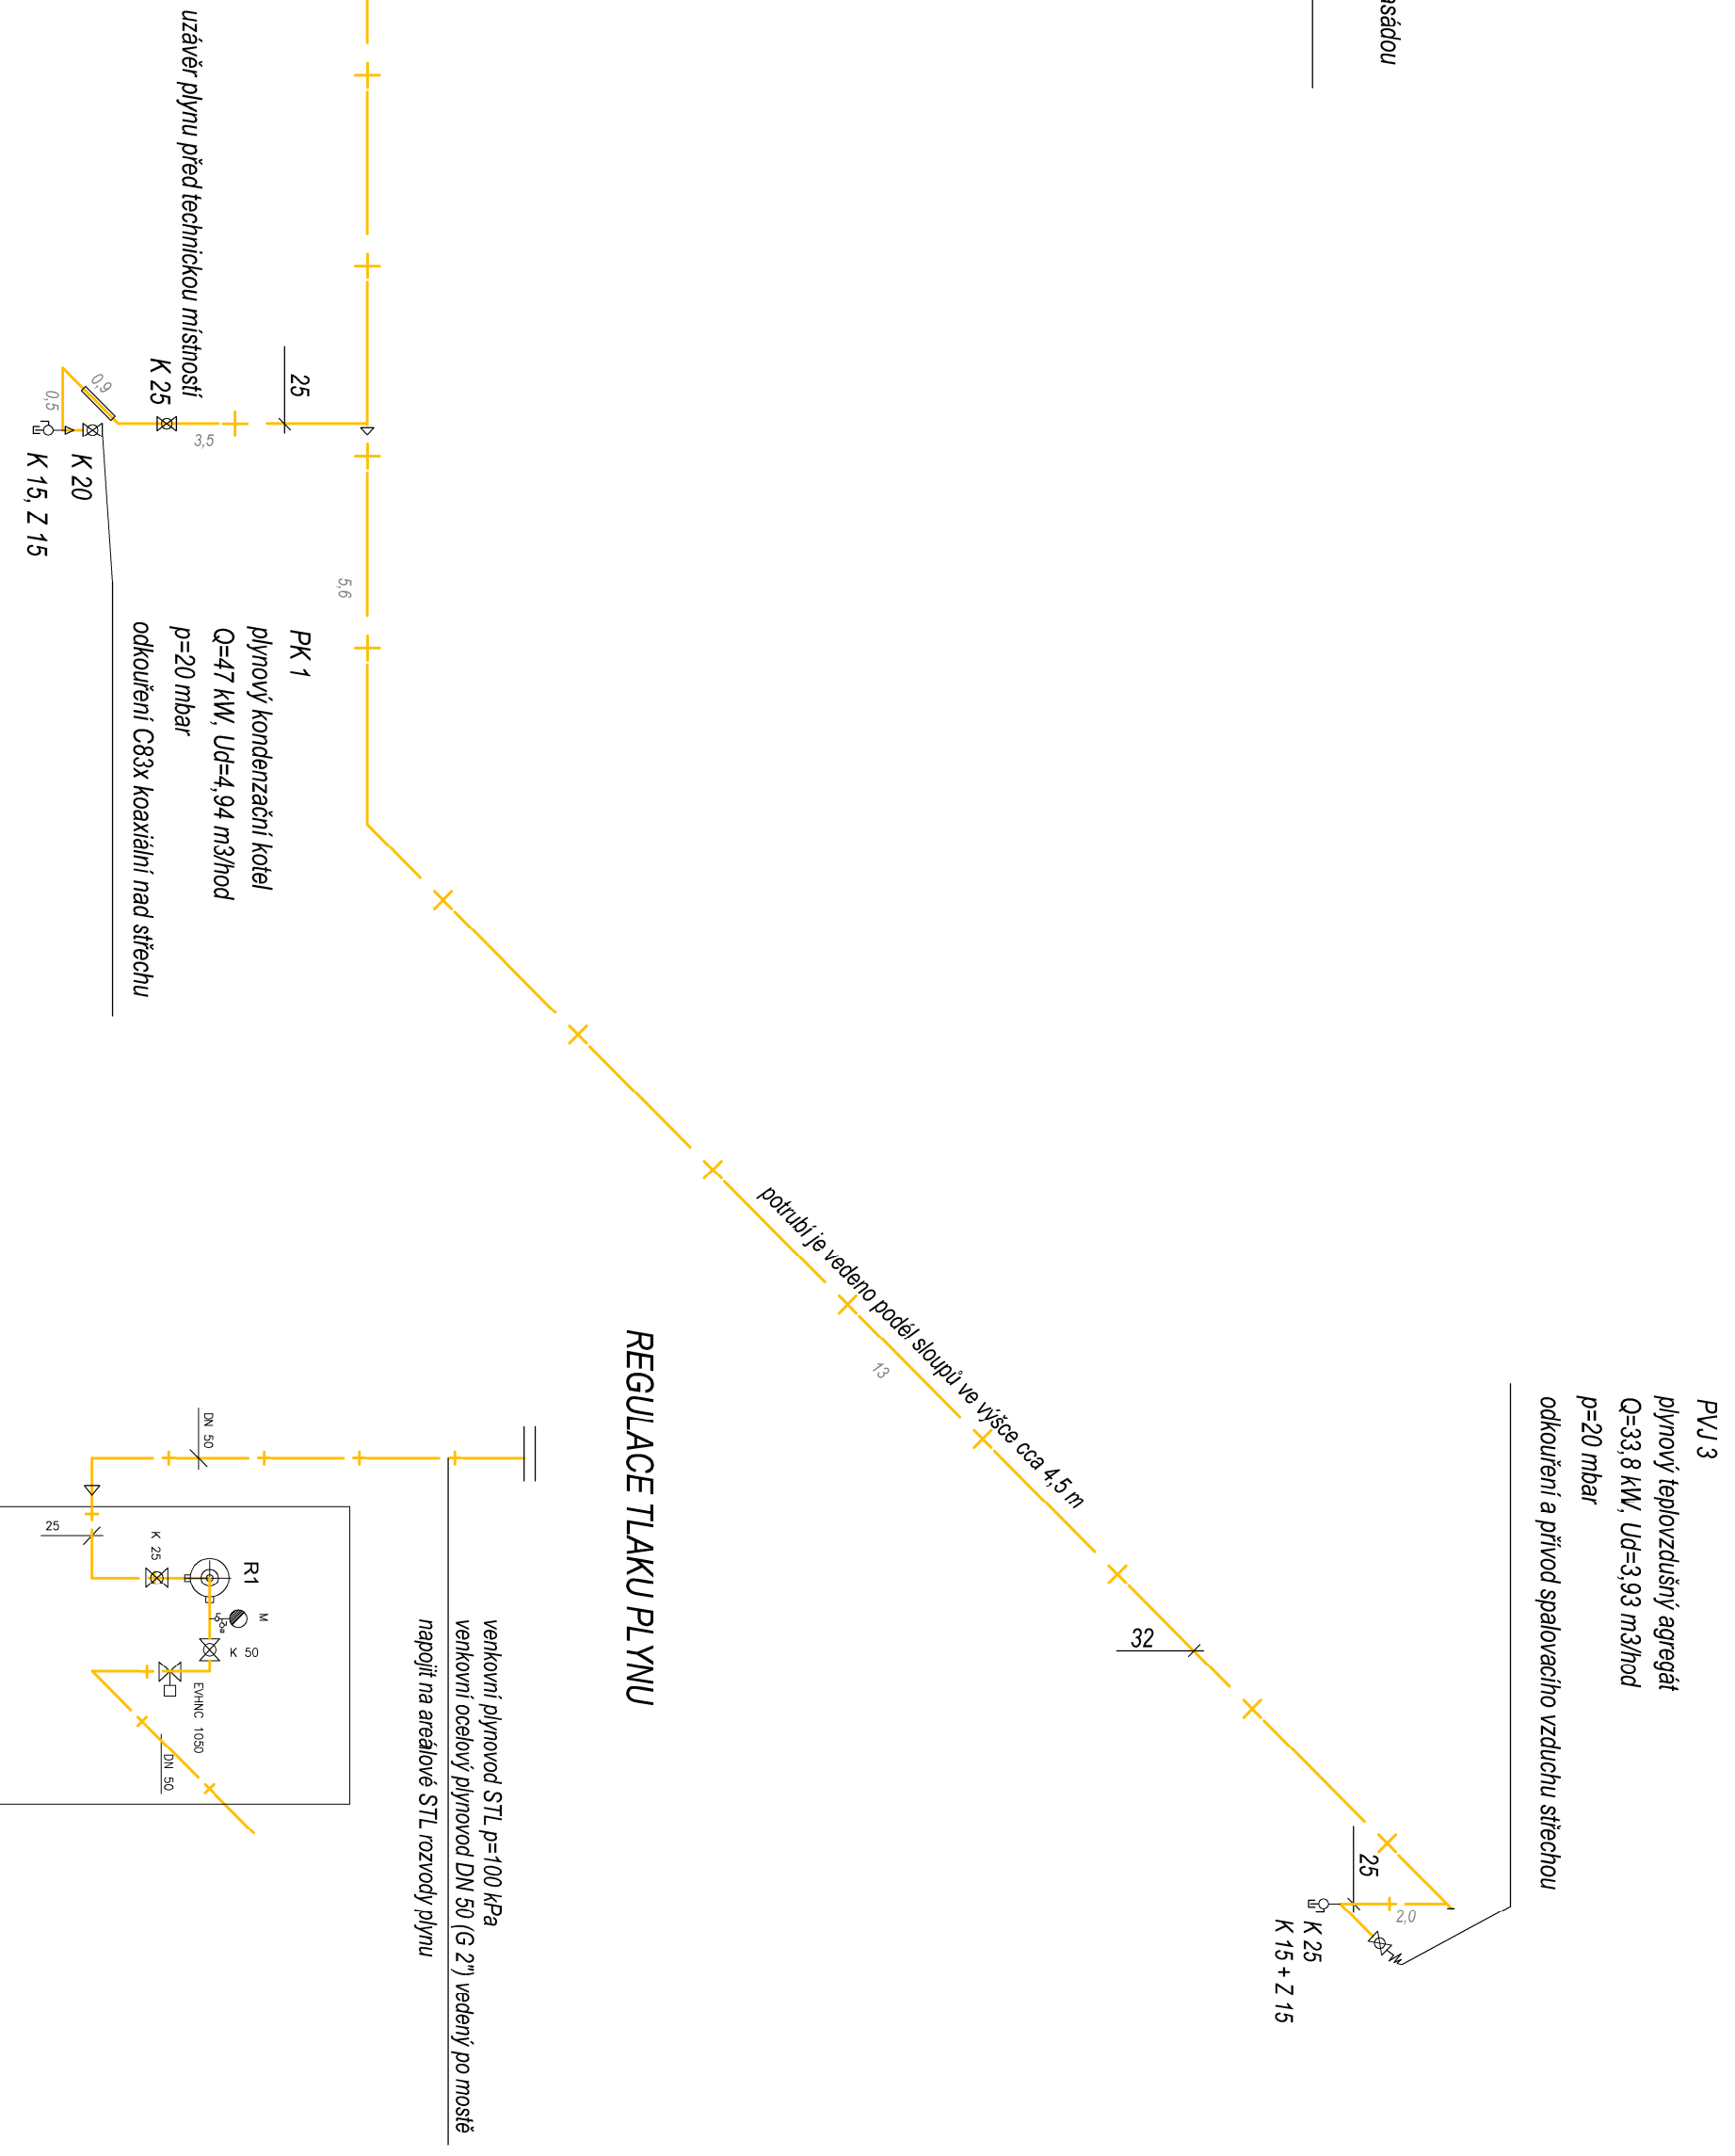 asádou
PVJ 3
plynový teplovzdušný agregát
Q=33,8 kW, Ud=3,93 m3/hod
p=20 mbar
odkouření a přívod spalovacího vzduchu střechou
25
2,0
K 25
K 15 + Z 15
32
potrubí je vedeno podél sloupů ve výšce cca 4,5 m
13
REGULACE TLAKU PLYNU
venkovní plynovod STL p=100 kPa
venkovní ocelový plynovod DN 50 (G 2") vedený po mostě
napojit na areálové STL rozvody plynu
5,6
PK 1
plynový kondenzační kotel
Q=47 kW, Ud=4,94 m3/hod
p=20 mbar
odkouření C83x koaxiální nad střechu
25
3,5
uzávěr plynu před technickou místností
K 25
0,9
0,5
K 20
K 15, Z 15
DN 50
25
K 25
R1
M
K 50
EVHNC 1050
DN 50